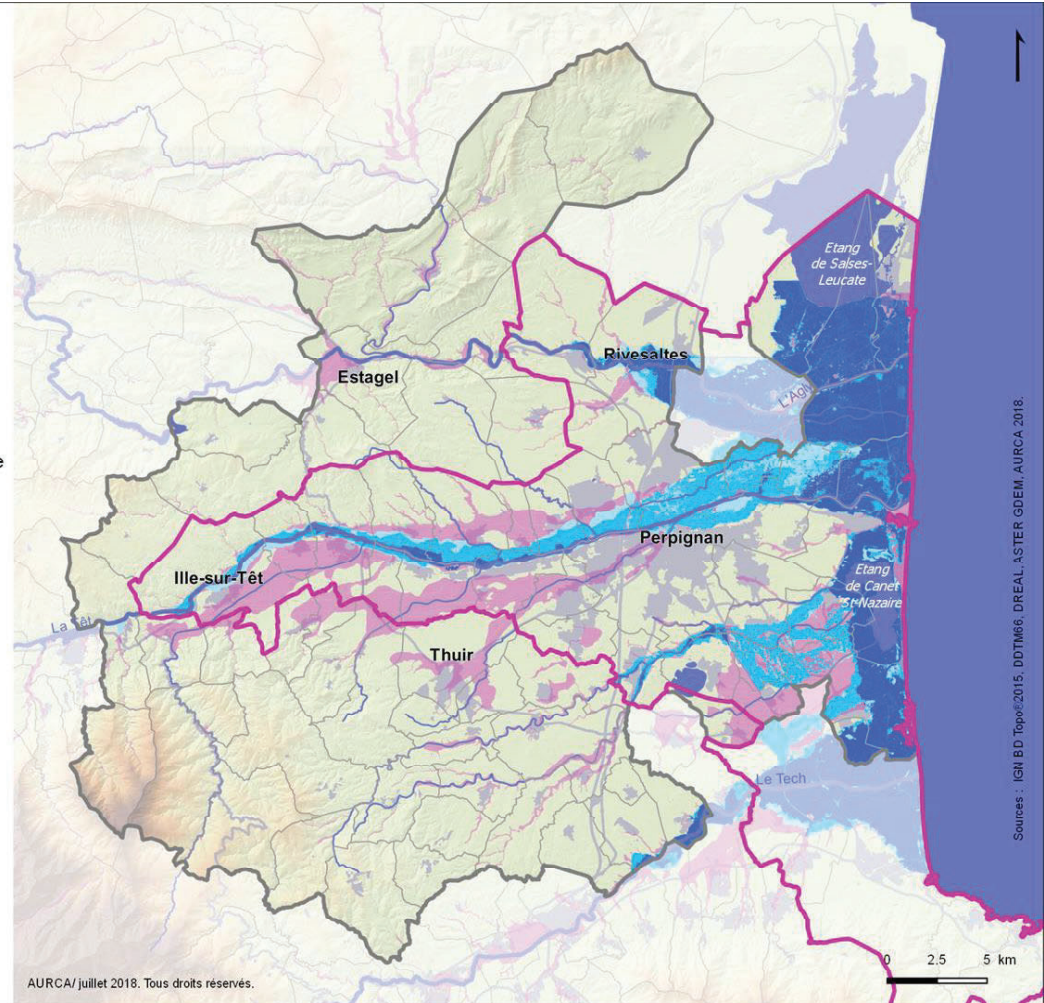 Etang
de Salses-
Leucate
Rivesaltes
Estagel
L'Agly
e
Perpignan
Ille-sur-Têt
Etang
de Canet
St-Nazaire
La Têt
Thuir
Le Tech
Sources : IGN BD Topo©2015, DDTM66, DREAL, ASTER GDEM, AURCA 2018.
0 2.5 5 km
AURCA/ juillet 2018. Tous droits réservés.